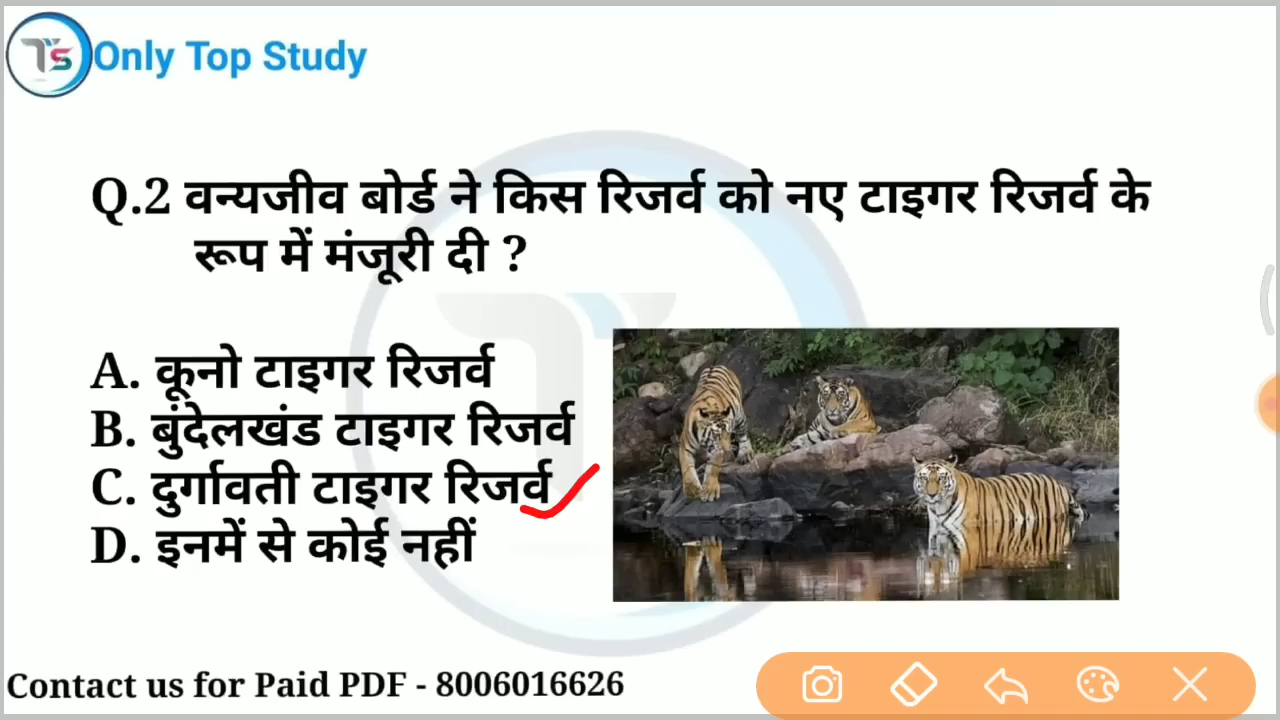 TS Only Top Study
Q.2 वन्यजीव बोर्ड ने किस रिजर्व को नए टाइगर रिजर्व के
रूप में मंजूरी दी ?
A. कूनो टाइगर रिजर्व
B. बुंदेलखंड टाइगर रिजर्व
C. दुर्गावती टाइगर रिजर्व
D. इनमें से कोई नहीं
Contact us for Paid PDF - 8006016626